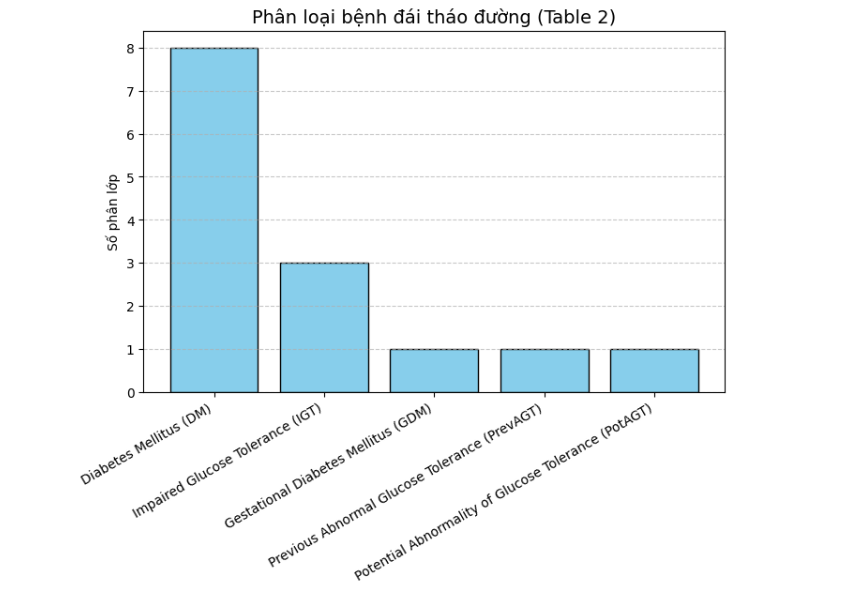 Phân loại bệnh đái tháo đường (Table 2)
8
7
6
5
4
3
2
1
0
Số phân lớp
Diabetes Mellitus (DM)
Impaired Glucose Tolerance (IGT)
Gestational Diabetes Mellitus (GDM)
Previous Abnormal Glucose Tolerance (PrevAGT)
Potential Abnormality of Glucose Tolerance (PotAGT)